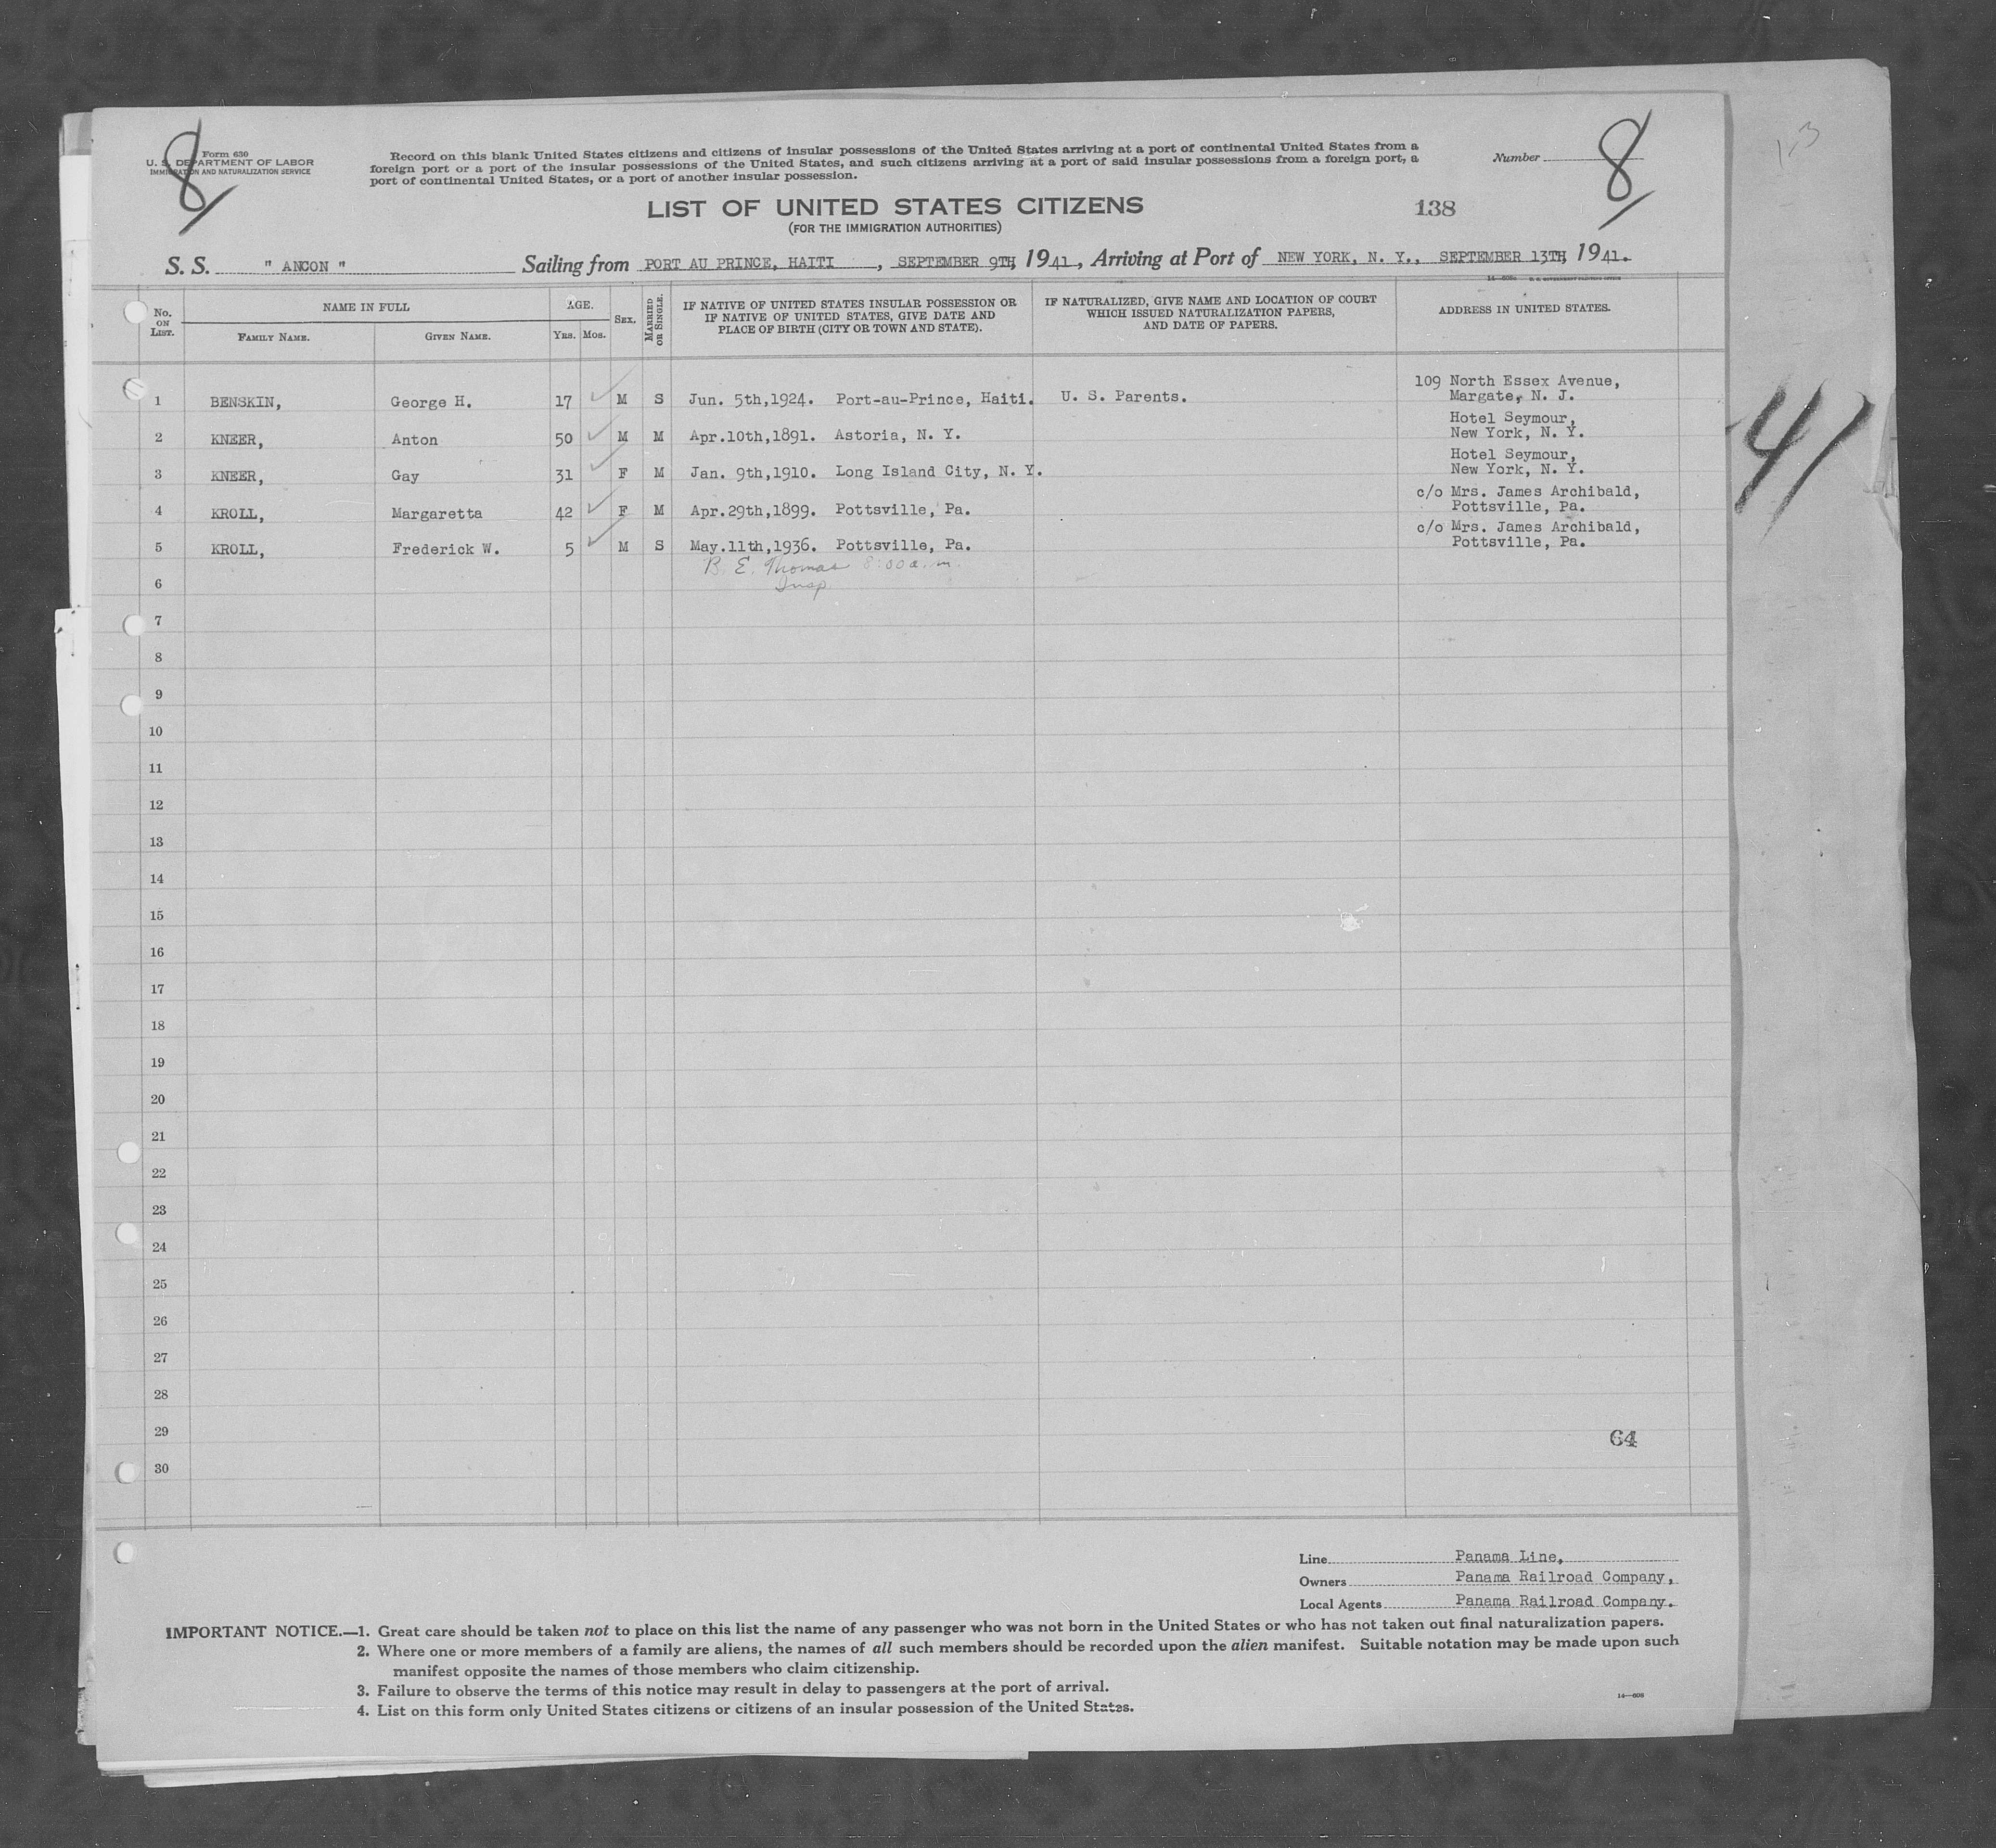 8
Form 630
U. S. DEPARTMENT OF LABOR
IMMIGRATION AND NATURALIZATION SERVICE
Record on this blank United States citizens and citizens of insular possessions of the United States arriving at a port of continental United States from a
foreign port or a port of the insular possessions of the United States, and such citizens arriving at a port of said insular possessions from a foreign port, a
port of continental United States, or a port of another insular possession.
Number 8
LIST OF UNITED STATES CITIZENS
138
(FOR THE IMMIGRATION AUTHORITIES)
S. S. " ANCON " Sailing from PORT AU PRINCE, HAITI , SEPTEMBER 9TH, 1941, Arriving at Port of NEW YORK, N. Y., SEPTEMBER 13TH, 1941.
No. ON LIST. NAME IN FULL FAMILY NAME. GIVEN NAME. AGE. YRS. MOS. SEX. MARRIED OR SINGLE. IF NATIVE OF UNITED STATES INSULAR POSSESSION OR IF NATIVE OF UNITED STATES, GIVE DATE AND PLACE OF BIRTH (CITY OR TOWN AND STATE). IF NATURALIZED, GIVE NAME AND LOCATION OF COURT WHICH ISSUED NATURALIZATION PAPERS, AND DATE OF PAPERS. ADDRESS IN UNITED STATES.
1 BENSKIN, George H. 17 M S Jun. 5th,1924. Port-au-Prince, Haiti. U. S. Parents. 109 North Essex Avenue, Margate, N. J.
2 KNEER, Anton 50 M M Apr.10th,1891. Astoria, N. Y. Hotel Seymour, New York, N. Y.
3 KNEER, Gay 31 F M Jan. 9th,1910. Long Island City, N. Y. Hotel Seymour, New York, N. Y.
4 KROLL, Margaretta 42 F M Apr.29th,1899. Pottsville, Pa. c/o Mrs. James Archibald, Pottsville, Pa.
5 KROLL, Frederick W. 5 M S May.11th,1936. Pottsville, Pa. c/o Mrs. James Archibald, Pottsville, Pa.
B. E. Thomas 8:00 a.m.
Insp.
6
7
8
9
10
11
12
13
14
15
16
17
18
19
20
21
22
23
24
25
26
27
28
29
64
30
Line Panama Line,
Owners Panama Railroad Company,
Local Agents Panama Railroad Company.
IMPORTANT NOTICE.—1. Great care should be taken not to place on this list the name of any passenger who was not born in the United States or who has not taken out final naturalization papers.
2. Where one or more members of a family are aliens, the names of all such members should be recorded upon the alien manifest. Suitable notation may be made upon such
manifest opposite the names of those members who claim citizenship.
3. Failure to observe the terms of this notice may result in delay to passengers at the port of arrival.
4. List on this form only United States citizens or citizens of an insular possession of the United States.
14—608
41